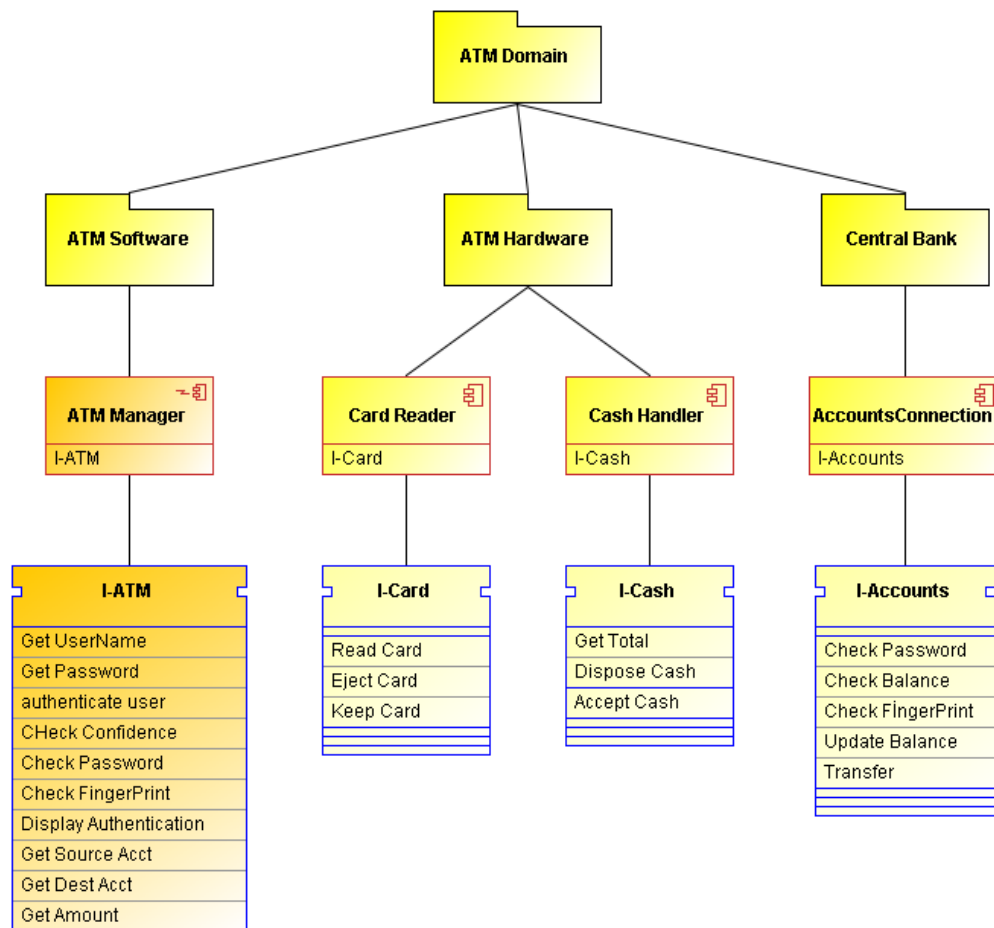 ATM Domain
ATM Software
ATM Hardware
Central Bank
ATM Manager
I-ATM
Card Reader
I-Card
Cash Handler
I-Cash
AccountsConnection
I-Accounts
I-ATM
Get UserName
Get Password
authenticate user
CHeck Confidence
Check Password
Check FingerPrint
Display Authentication
Get Source Acct
Get Dest Acct
Get Amount
I-Card
Read Card
Eject Card
Keep Card
I-Cash
Get Total
Dispose Cash
Accept Cash
I-Accounts
Check Password
Check Balance
Check FİngerPrint
Update Balance
Transfer